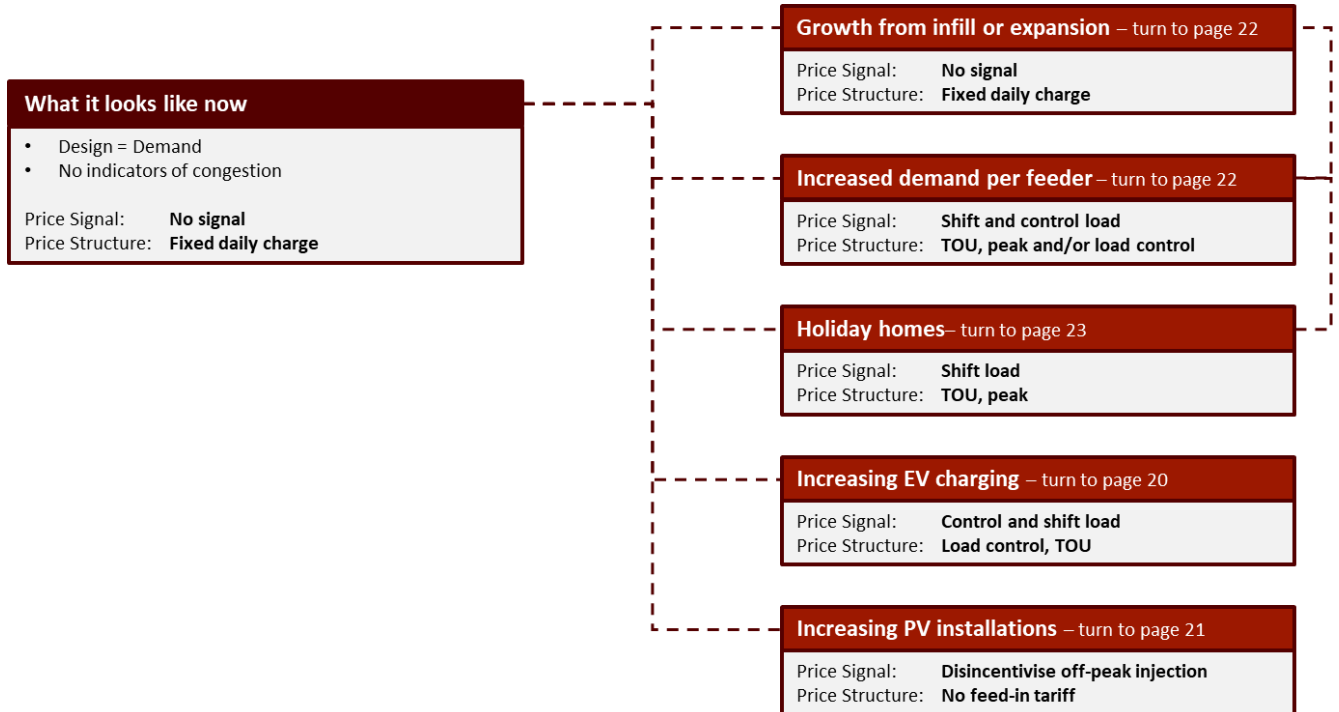 What it looks like now
• Design = Demand
• No indicators of congestion
Price Signal: No signal
Price Structure: Fixed daily charge
Growth from infill or expansion – turn to page 22
Price Signal: No signal
Price Structure: Fixed daily charge
Increased demand per feeder – turn to page 22
Price Signal: Shift and control load
Price Structure: TOU, peak and/or load control
Holiday homes– turn to page 23
Price Signal: Shift load
Price Structure: TOU, peak
Increasing EV charging – turn to page 20
Price Signal: Control and shift load
Price Structure: Load control, TOU
Increasing PV installations – turn to page 21
Price Signal: Disincentivise off-peak injection
Price Structure: No feed-in tariff